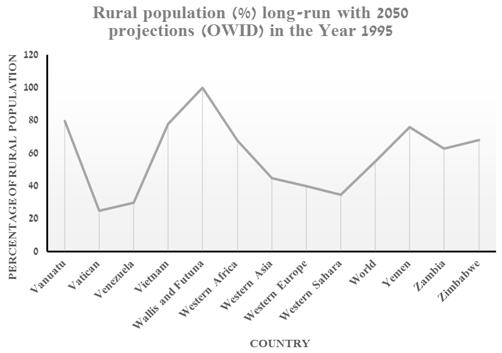 Rural population (%) long-run with 2050
projections (OWID) in the Year 1995
PERCENTAGE OF RURAL POPULATION
120
100
80
60
40
20
0
Vanuatu
Vatican
Venezuela
Vietnam
Wallis and Futuna
Western Africa
Western Asia
Western Europe
Western Sahara
World
Yemen
Zambia
Zimbabwe
COUNTRY